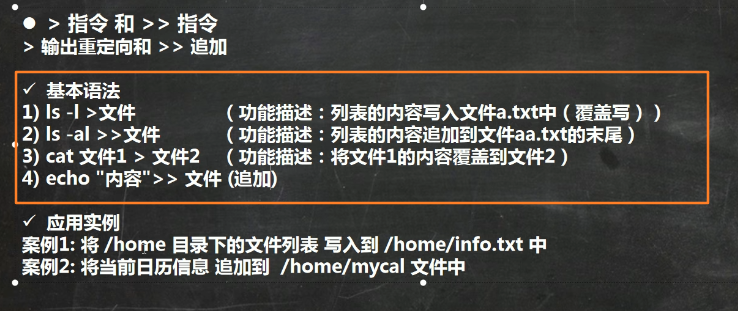 ● > 指令 和 >> 指令
> 输出重定向和 >> 追加
✓ 基本语法
1) ls -l >文件 （功能描述：列表的内容写入文件a.txt中（覆盖写））
2) ls -al >>文件 （功能描述：列表的内容追加到文件aa.txt的末尾）
3) cat 文件1 > 文件2 （功能描述：将文件1的内容覆盖到文件2）
4) echo "内容">> 文件 (追加)
✓ 应用实例
案例1: 将 /home 目录下的文件列表 写入到 /home/info.txt 中
案例2: 将当前日历信息 追加到 /home/mycal 文件中